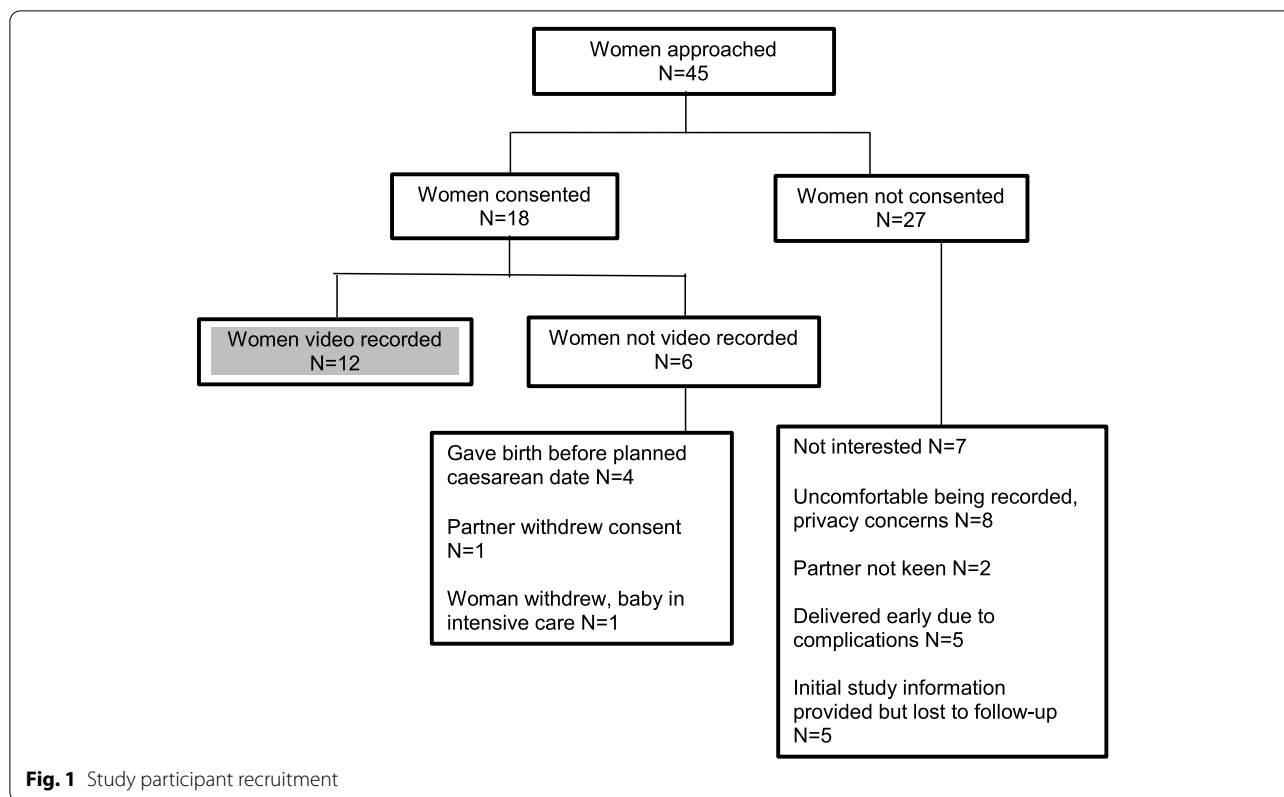 Women approached
N=45
Women consented
N=18
Women not consented
N=27
Women video recorded
N=12
Women not video recorded
N=6
Gave birth before planned
caesarean date N=4
Partner withdrew consent
N=1
Woman withdrew, baby in
intensive care N=1
Not interested N=7
Uncomfortable being recorded,
privacy concerns N=8
Partner not keen N=2
Delivered early due to
complications N=5
Initial study information
provided but lost to follow-up
N=5
Fig. 1 Study participant recruitment